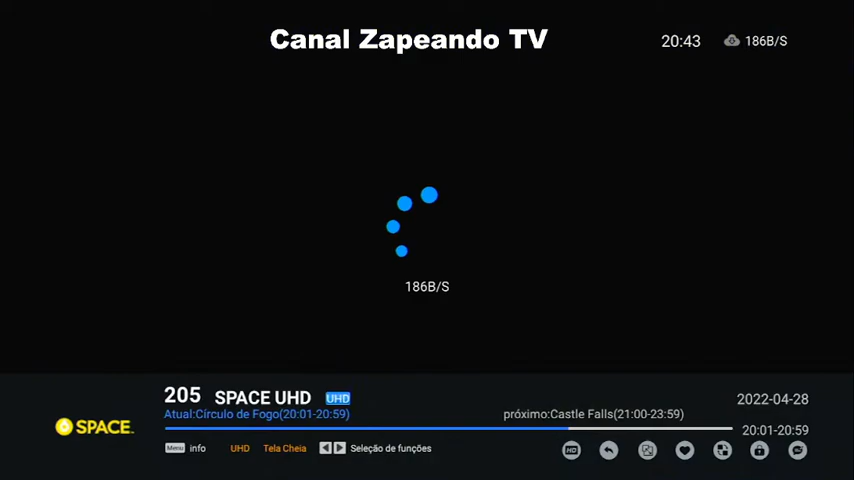 Canal Zapeando TV
20:43
186B/S
186B/S
205 SPACE UHD UHD
2022-04-28
Atual:Círculo de Fogo(20:01-20:59)
próximo:Castle Falls(21:00-23:59)
SPACE
20:01-20:59
Menu info UHD Tela Cheia Seleção de funções
HD